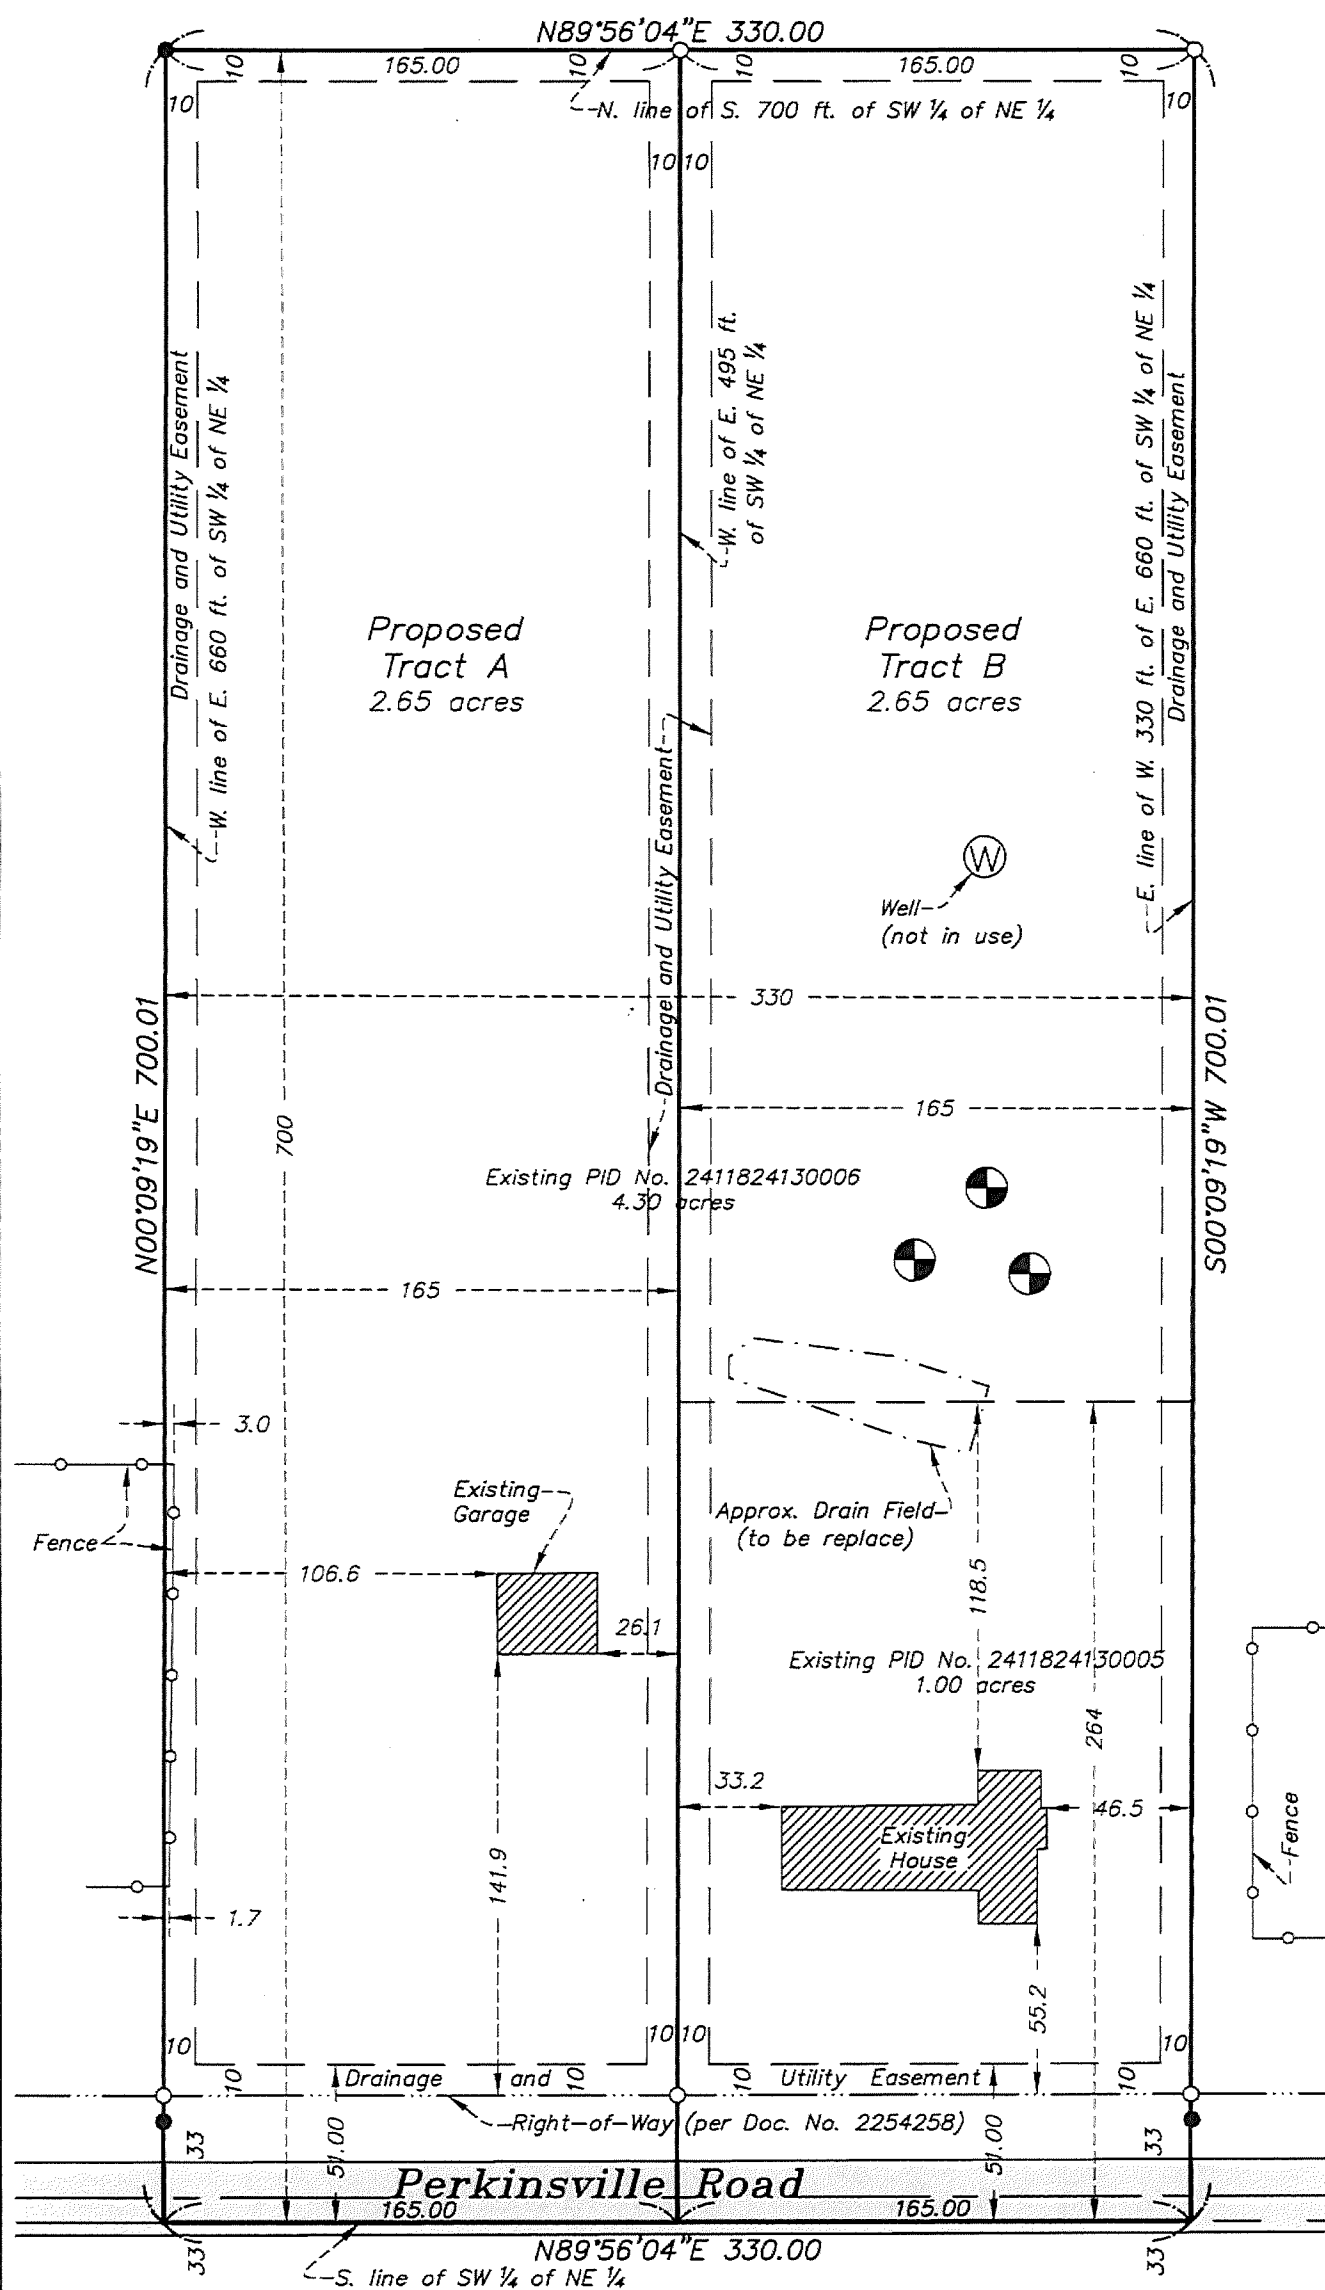 N89°56'04"E 330.00
10
165.00
10
10
165.00
10
10
10
N. line of S. 700 ft. of SW ¼ of NE ¼
10
10
Drainage and Utility Easement
W. line of E. 660 ft. of SW ¼ of NE ¼
W. line of E. 495 ft.
of SW ¼ of NE ¼
E. line of W. 330 ft. of E. 660 ft. of SW ¼ of NE ¼
Drainage and Utility Easement
Proposed
Tract A
2.65 acres
Proposed
Tract B
2.65 acres
Drainage and Utility Easement
W
Well
(not in use)
330
N00°09'19"E 700.01
S00°09'19"W 700.01
700
165
Existing PID No. 2411824130006
4.30 acres
165
3.0
Existing
Garage
Fence
Approx. Drain Field
(to be replace)
106.6
118.5
26.1
Existing PID No. 2411824130005
1.00 acres
264
33.2
46.5
Existing
House
Fence
141.9
1.7
55.2
10
10
10
10
10
Drainage and
10
10
Utility Easement
10
Right-of-Way (per Doc. No. 2254258)
33
51.00
51.00
33
Perkinsville Road
165.00
165.00
N89°56'04"E 330.00
33
33
S. line of SW ¼ of NE ¼